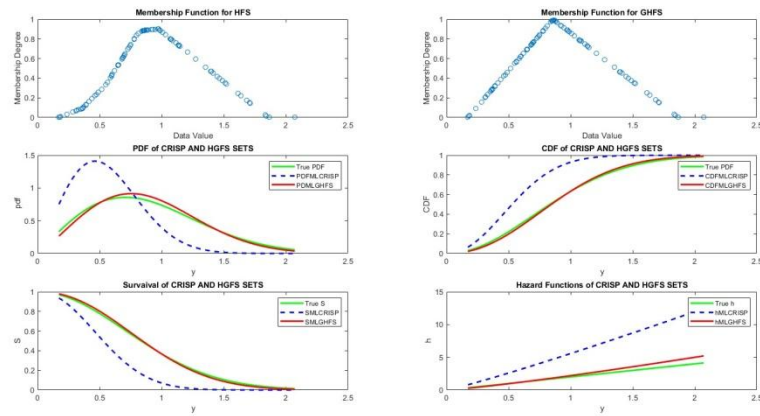 Membership Function for HFS
Membership Degree
1
0.8
0.6
0.4
0.2
0
0 0.5 1 1.5 2 2.5
Data Value
Membership Function for GHFS
Membership Degree
1
0.8
0.6
0.4
0.2
0
0 0.5 1 1.5 2 2.5
Data Value
PDF of CRISP AND HGFS SETS
pdf
1.5
1
0.5
0
0 0.5 1 1.5 2 2.5
y
True PDF
PDFMLCRISP
PDMLGHFS
CDF of CRISP AND HGFS SETS
CDF
1
0.8
0.6
0.4
0.2
0
0 0.5 1 1.5 2 2.5
y
True PDF
CDFMLCRISP
CDFMLGHFS
Survaival of CRISP AND HGFS SETS
S
1
0.8
0.6
0.4
0.2
0
0 0.5 1 1.5 2 2.5
y
True S
SMLCRISP
SMLGHFS
Hazard Functions of CRISP AND HGFS SETS
h
15
10
5
0
0 0.5 1 1.5 2 2.5
y
True h
hMLCRISP
hMLGHFS